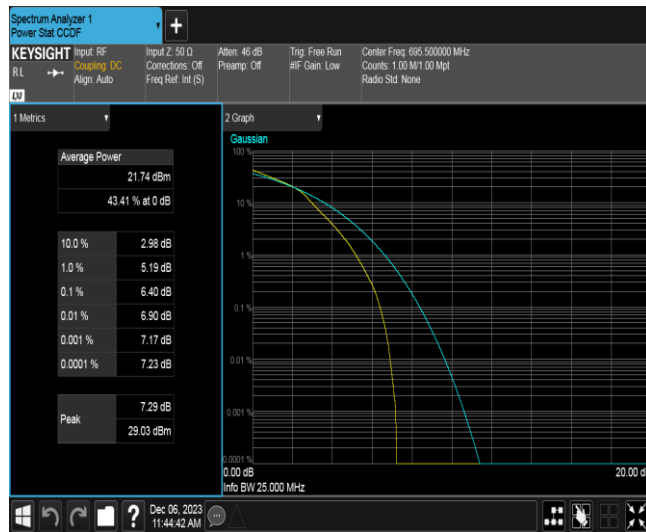 Spectrum Analyzer 1
Power Stat CCDF
+
KEYSIGHT
RL
LXI
Input: RF
Coupling: DC
Align: Auto
Input Z: 50 Ω
Corrections: Off
Freq Ref: Int (S)
Atten: 46 dB
Preamp: Off
Trig: Free Run
#IF Gain: Low
Center Freq: 695.500000 MHz
Counts: 1.00 M/1.00 Mpt
Radio Std: None
1 Metrics
Average Power
21.74 dBm
43.41 % at 0 dB
10.0 % 2.98 dB
1.0 % 5.19 dB
0.1 % 6.40 dB
0.01 % 6.90 dB
0.001 % 7.17 dB
0.0001 % 7.23 dB
Peak
7.29 dB
29.03 dBm
2 Graph
Gaussian
100 %
10 %
1 %
0.1 %
0.01 %
0.001 %
0.0001 %
0.00 dB
20.00 d
Info BW 25.000 MHz
?
Dec 06, 2023
11:44:42 AM